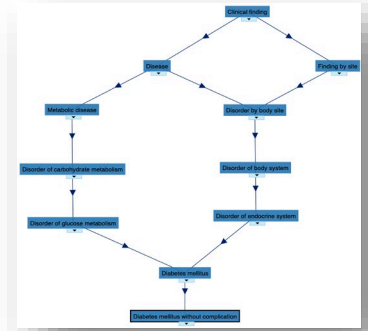 Clinical finding
Disease
Finding by site
Metabolic disease
Disorder by body site
Disorder of carbohydrate metabolism
Disorder of body system
Disorder of glucose metabolism
Disorder of endocrine system
Diabetes mellitus
Diabetes mellitus without complication